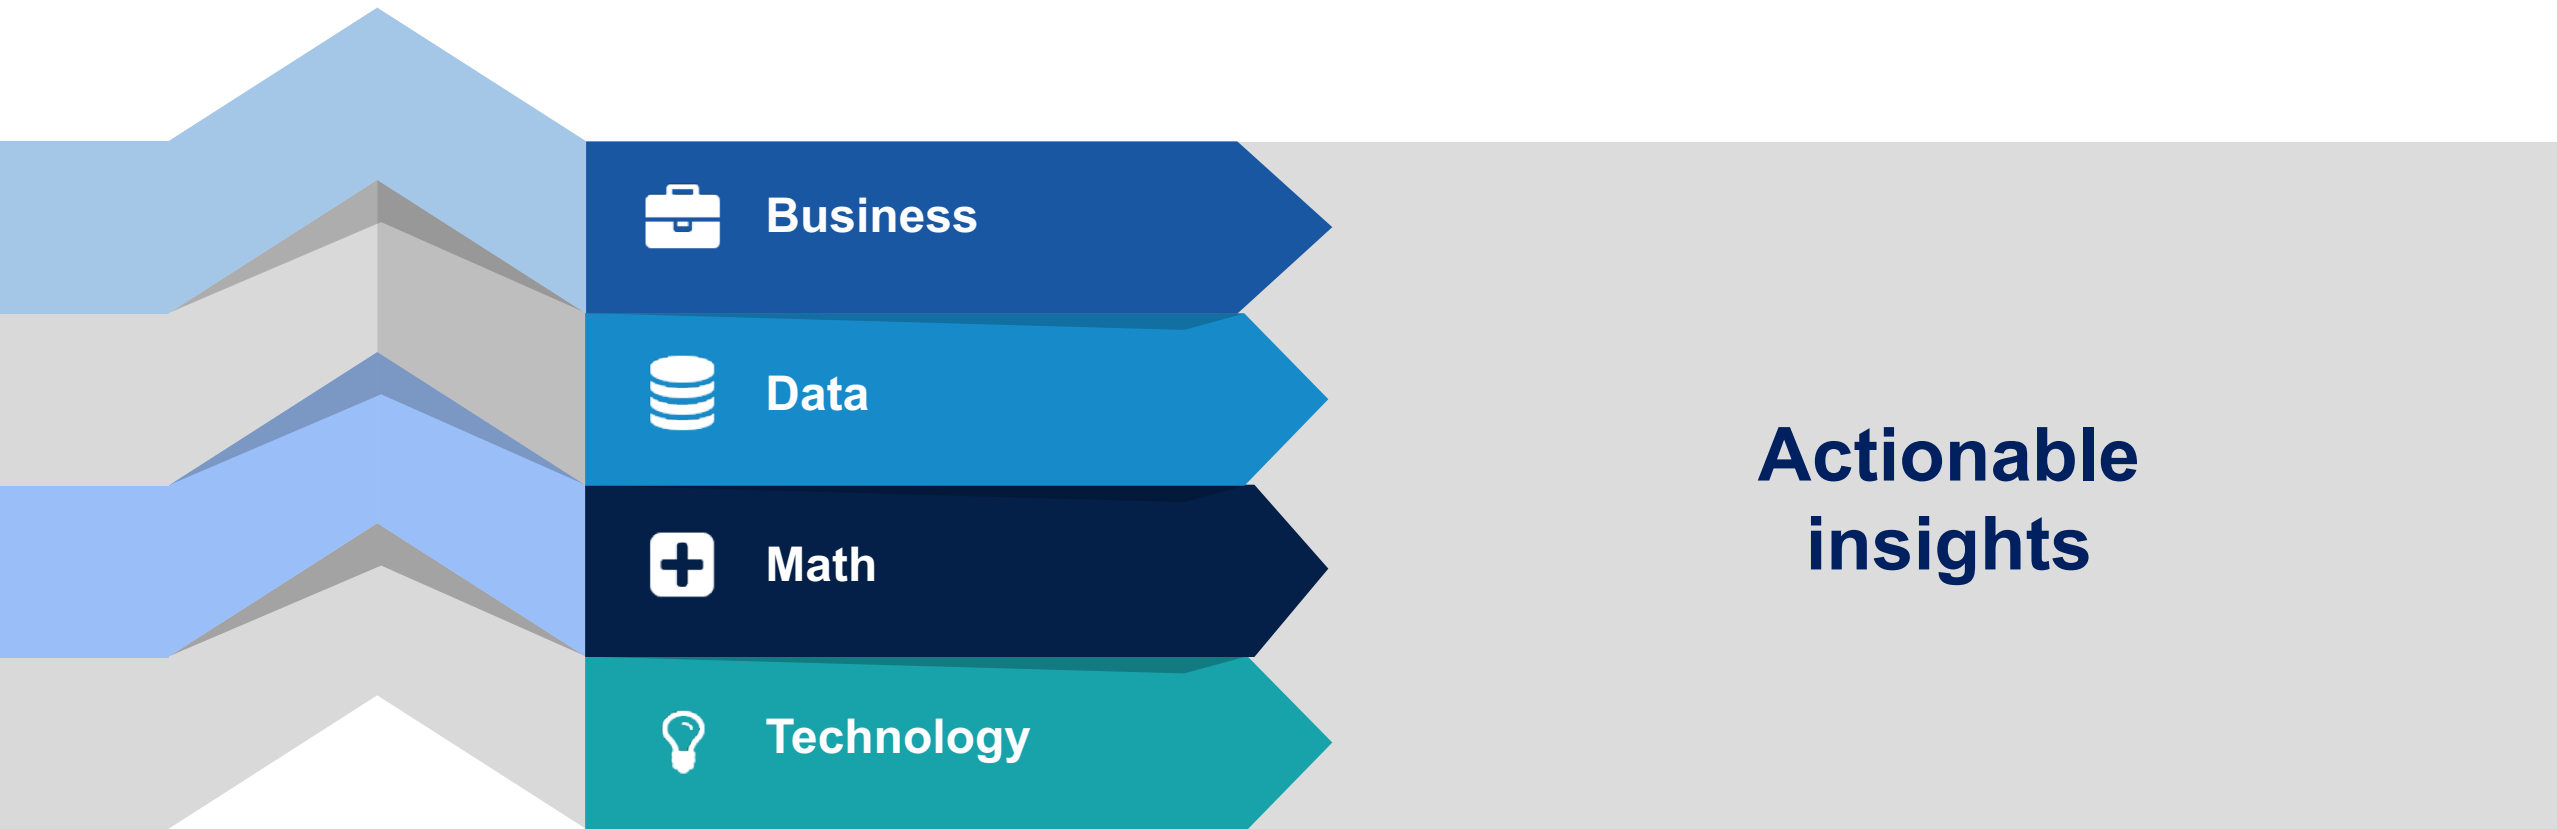 Business
Data
Math
Technology
Actionable
insights